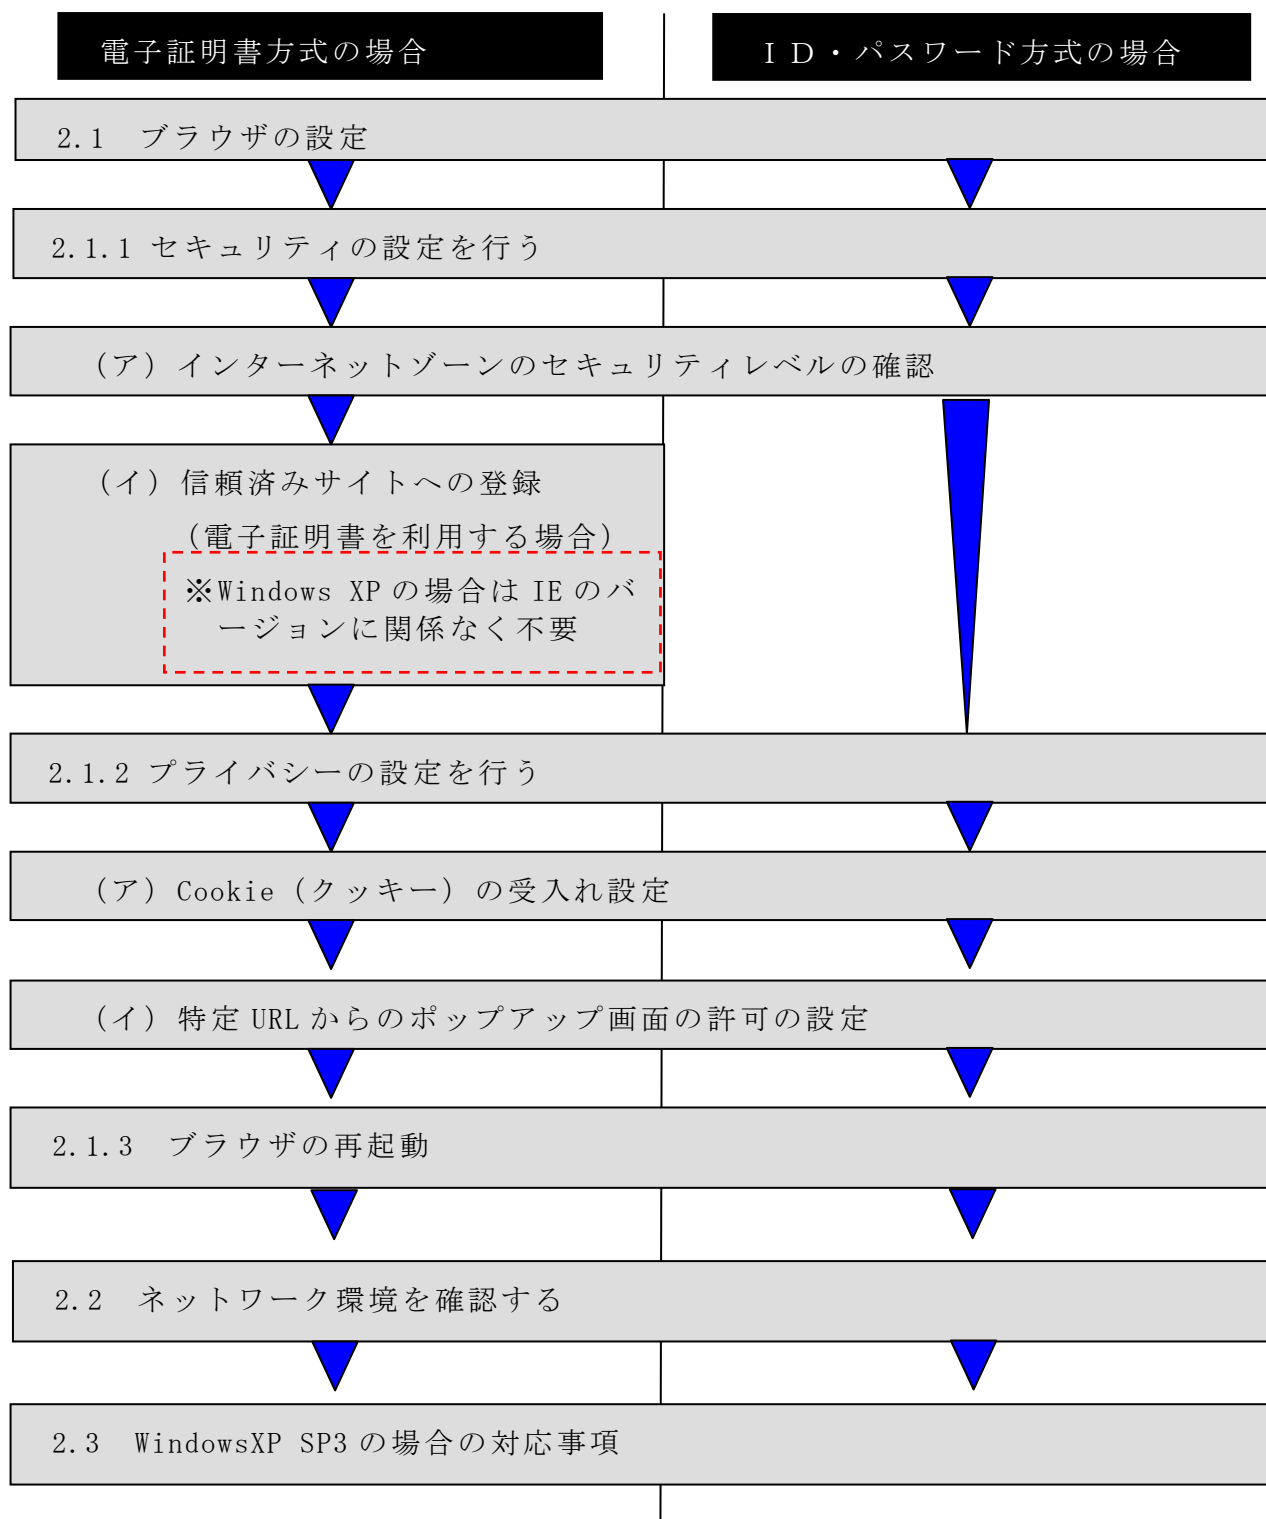 電子証明書方式の場合
ＩＤ・パスワード方式の場合
2.1　ブラウザの設定
2.1.1 セキュリティの設定を行う
（ア）インターネットゾーンのセキュリティレベルの確認
（イ）信頼済みサイトへの登録
（電子証明書を利用する場合）
※Windows XP の場合は IE のバ
ージョンに関係なく不要
2.1.2 プライバシーの設定を行う
（ア）Cookie（クッキー）の受入れ設定
（イ）特定 URL からのポップアップ画面の許可の設定
2.1.3　ブラウザの再起動
2.2　ネットワーク環境を確認する
2.3　WindowsXP SP3 の場合の対応事項